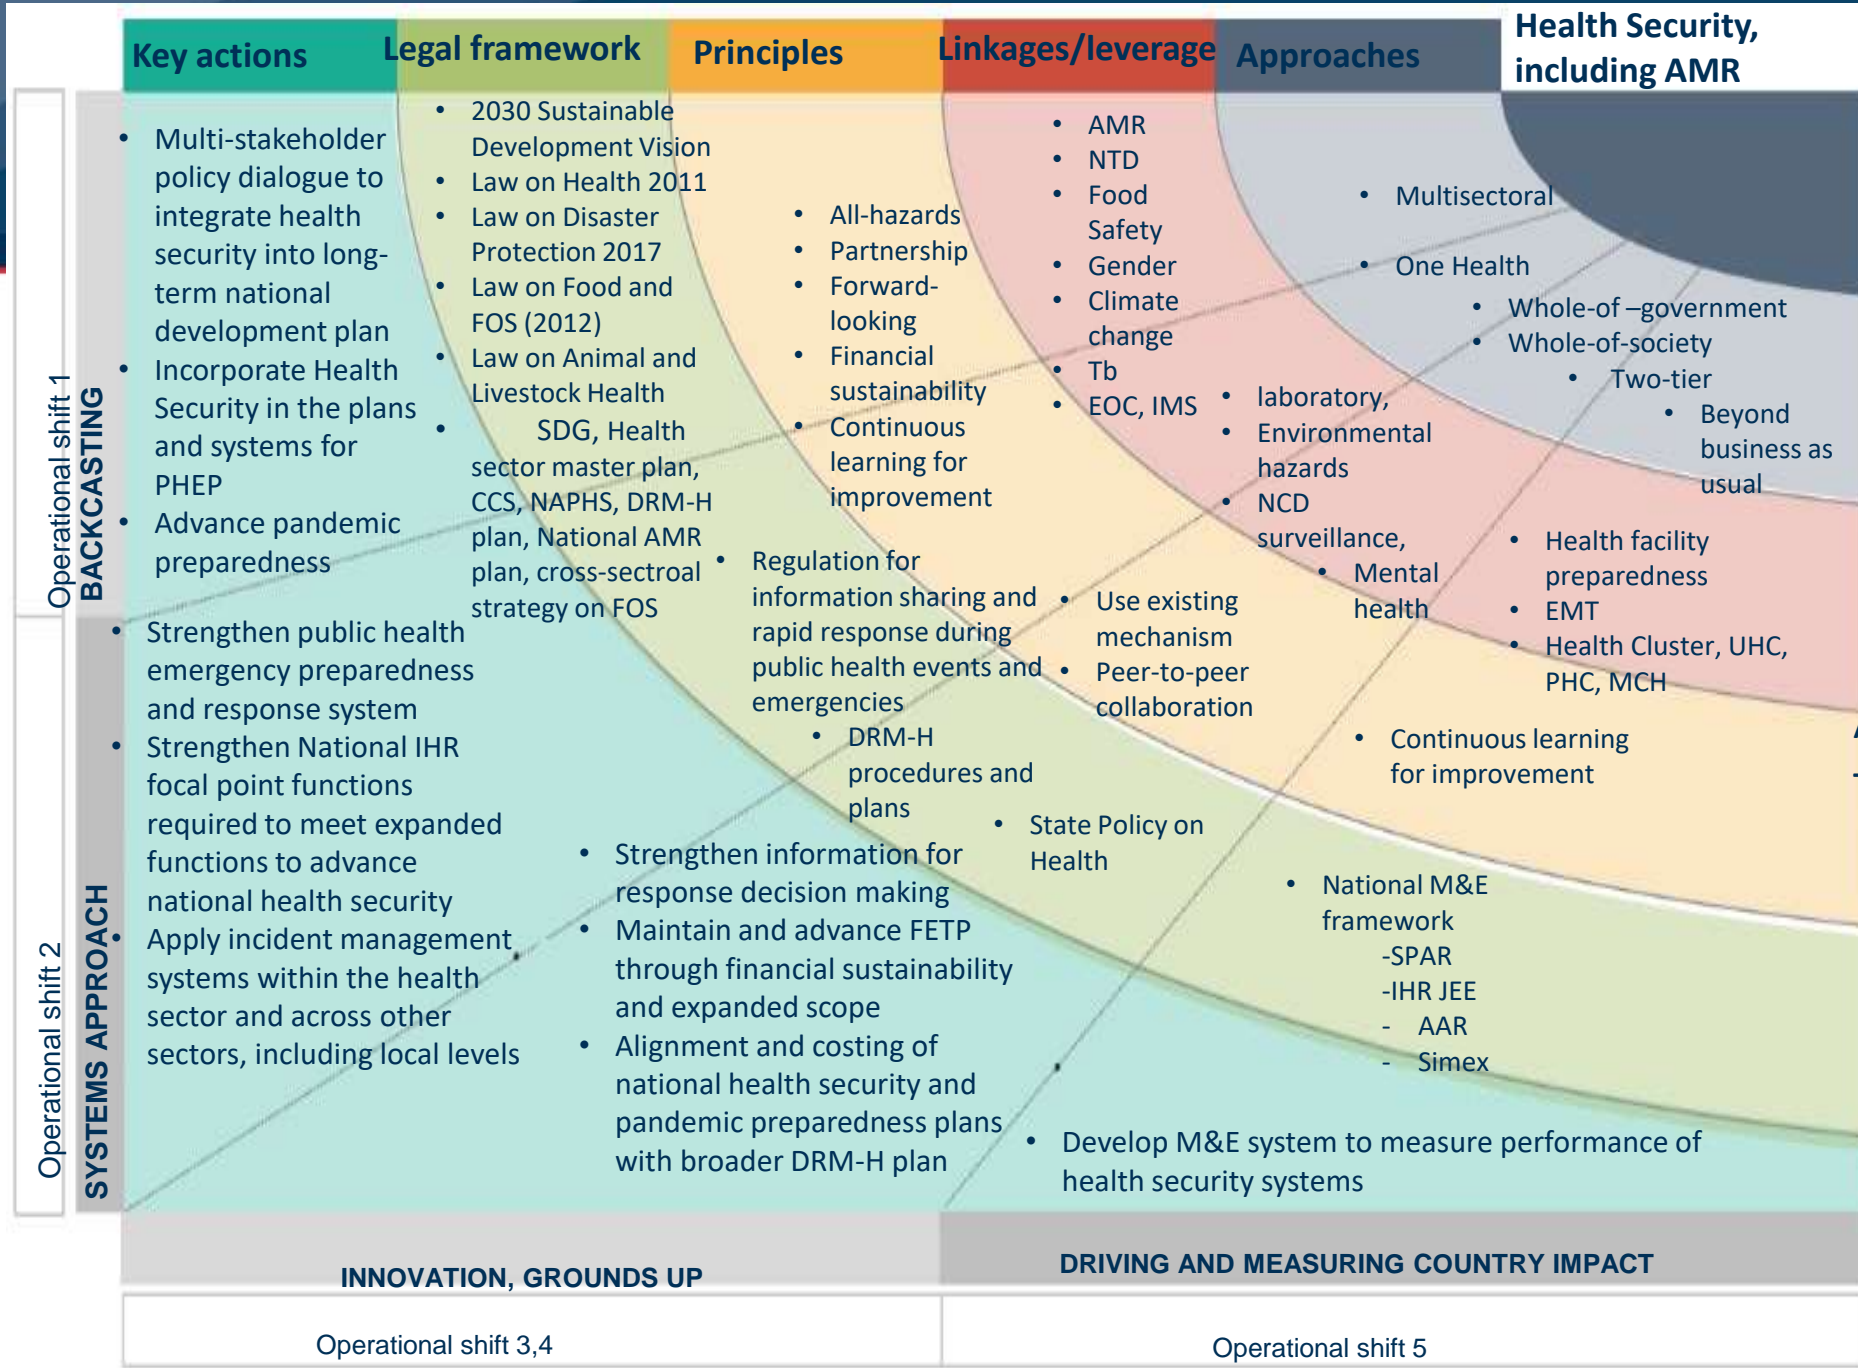 Key actions
Legal framework
Principles
Linkages/leverage
Approaches
Health Security,
including AMR
Operational shift 1
BACKCASTING
• Multi-stakeholder
policy dialogue to
integrate health
security into long-
term national
development plan
• Incorporate Health
Security in the plans
and systems for
PHEP
• Advance pandemic
preparedness
• 2030 Sustainable
Development Vision
• Law on Health 2011
• Law on Disaster
Protection 2017
• Law on Food and
FOS (2012)
• Law on Animal and
Livestock Health
• SDG, Health
sector master plan,
CCS, NAPHS, DRM-H
plan, National AMR
plan, cross-sectroal
strategy on FOS
• All-hazards
• Partnership
• Forward-
looking
• Financial
sustainability
• Continuous
learning for
improvement
• AMR
• NTD
• Food
Safety
• Gender
• Climate
change
• Tb
• EOC, IMS
• Multisectoral
• One Health
• Whole-of –government
• Whole-of-society
• Two-tier
• Beyond
business as
usual
• laboratory,
• Environmental
hazards
• NCD
surveillance,
• Mental
health
• Health facility
preparedness
• EMT
• Health Cluster, UHC,
PHC, MCH
• Regulation for
information sharing and
rapid response during
public health events and
emergencies
• DRM-H
procedures and
plans
• State Policy on
Health
• Use existing
mechanism
• Peer-to-peer
collaboration
• Continuous learning
for improvement
• National M&E
framework
-SPAR
-IHR JEE
- AAR
- Simex
Operational shift 2
SYSTEMS APPROACH
• Strengthen public health
emergency preparedness
and response system
• Strengthen National IHR
focal point functions
required to meet expanded
functions to advance
national health security
• Apply incident management
systems within the health
sector and across other
sectors, including local levels
• Strengthen information for
response decision making
• Maintain and advance FETP
through financial sustainability
and expanded scope
• Alignment and costing of
national health security and
pandemic preparedness plans
with broader DRM-H plan
• Develop M&E system to measure performance of
health security systems
INNOVATION, GROUNDS UP
DRIVING AND MEASURING COUNTRY IMPACT
Operational shift 3,4
Operational shift 5